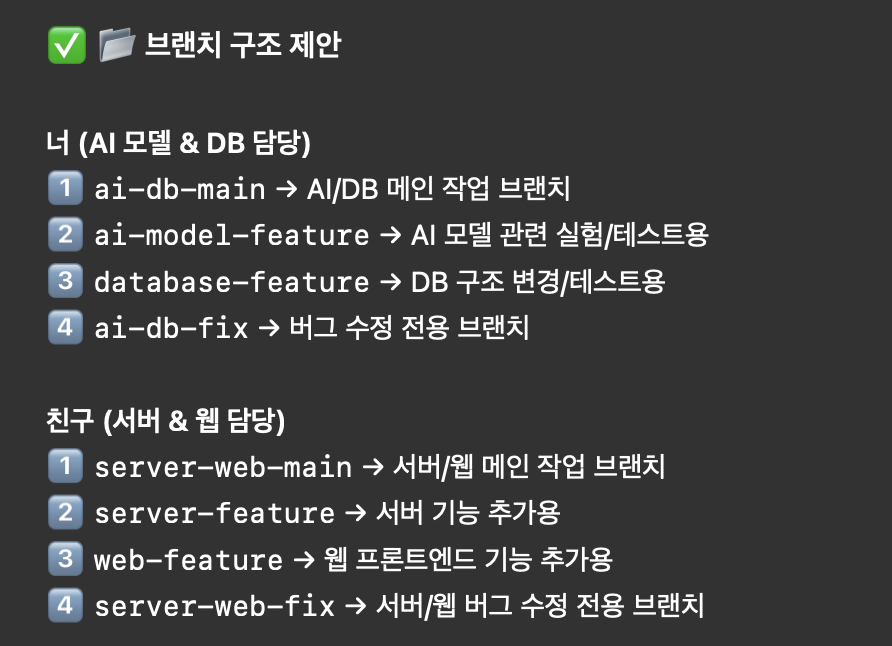 ✅ 📂 브랜치 구조 제안
너 (AI 모델 & DB 담당)
1️⃣ ai-db-main → AI/DB 메인 작업 브랜치
2️⃣ ai-model-feature → AI 모델 관련 실험/테스트용
3️⃣ database-feature → DB 구조 변경/테스트용
4️⃣ ai-db-fix → 버그 수정 전용 브랜치
친구 (서버 & 웹 담당)
1️⃣ server-web-main → 서버/웹 메인 작업 브랜치
2️⃣ server-feature → 서버 기능 추가용
3️⃣ web-feature → 웹 프론트엔드 기능 추가용
4️⃣ server-web-fix → 서버/웹 버그 수정 전용 브랜치